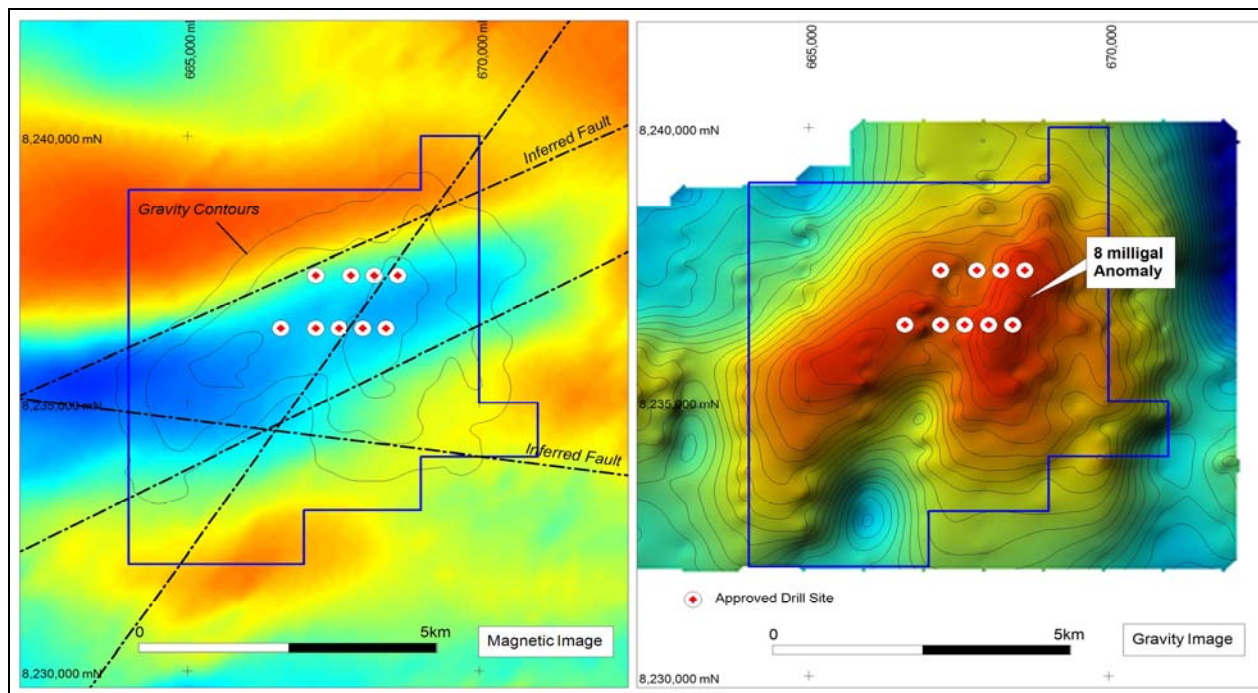 665,000 mE
670,000 mE
8,240,000 mN
Inferred Fault
Gravity Contours
8,235,000 mN
Inferred Fault
0
5km
Magnetic Image
8,230,000 mN
665,000 mE
670,000 mE
8,240,000 mN
8 milligal
Anomaly
8,235,000 mN
Approved Drill Site
0
5km
Gravity Image
8,230,000 mN